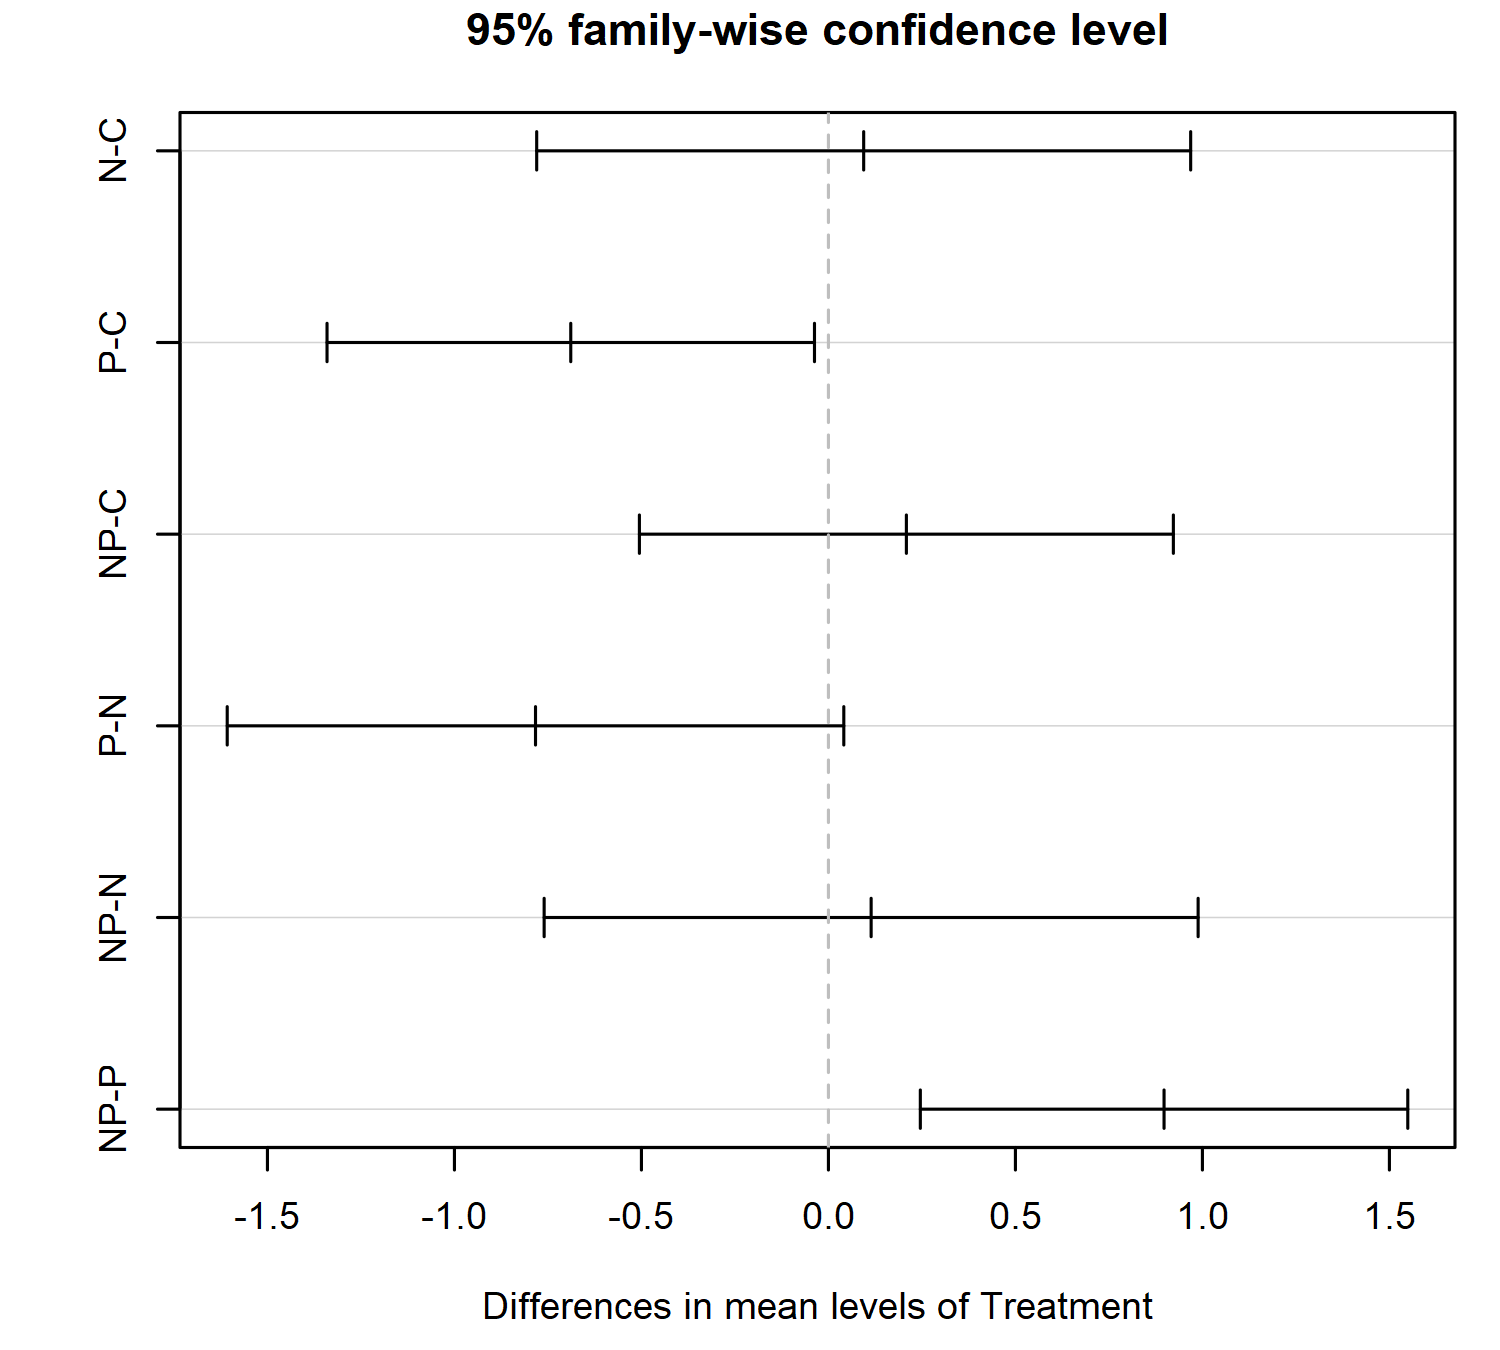 95% family-wise confidence level
N-C
P-C
NP-C
P-N
NP-N
NP-P
-1.5 -1.0 -0.5 0.0 0.5 1.0 1.5
Differences in mean levels of Treatment